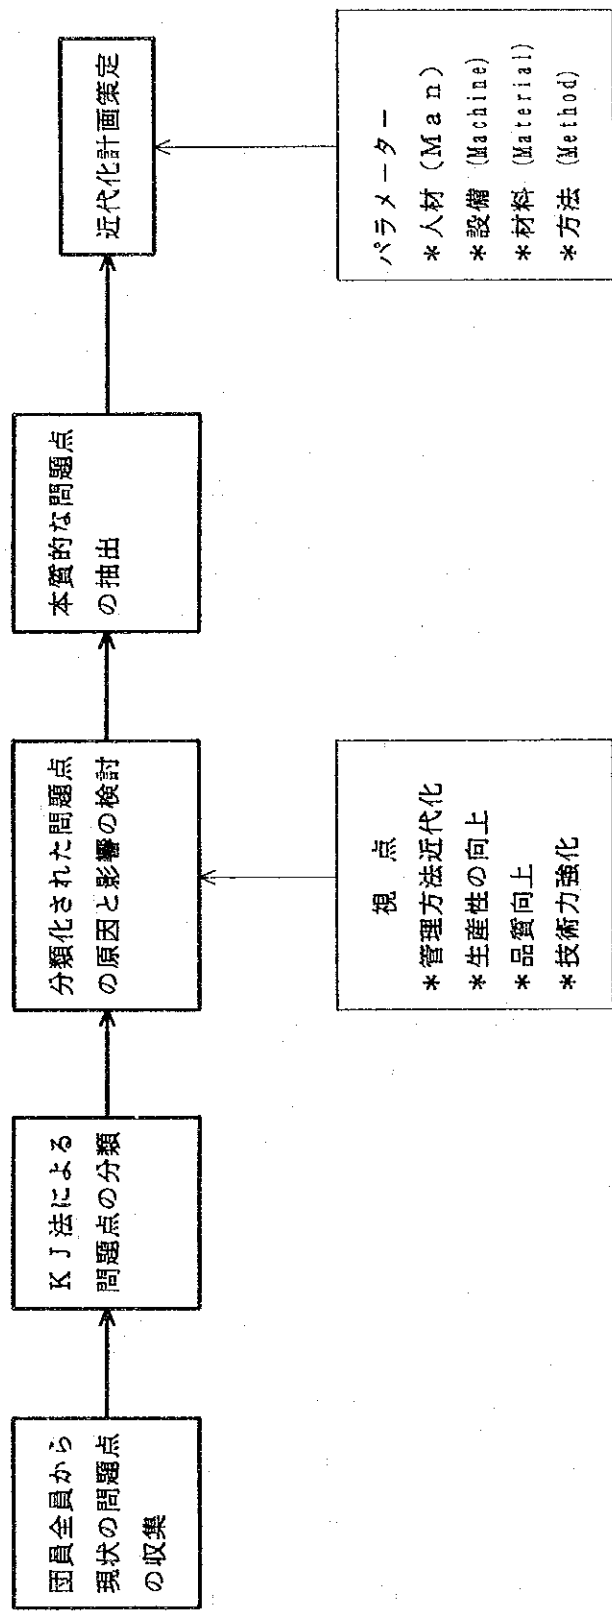 団員全員から
現状の問題点
の収集
KJ法による
問題点の分類
分類化された問題点
の原因と影響の検討
本質的な問題点
の抽出
近代化計画策定
視 点
*管理方法近代化
*生産性の向上
*品質向上
*技術力強化
パラメーター
*人材 (Man)
*設備 (Machine)
*材料 (Material)
*方法 (Method)